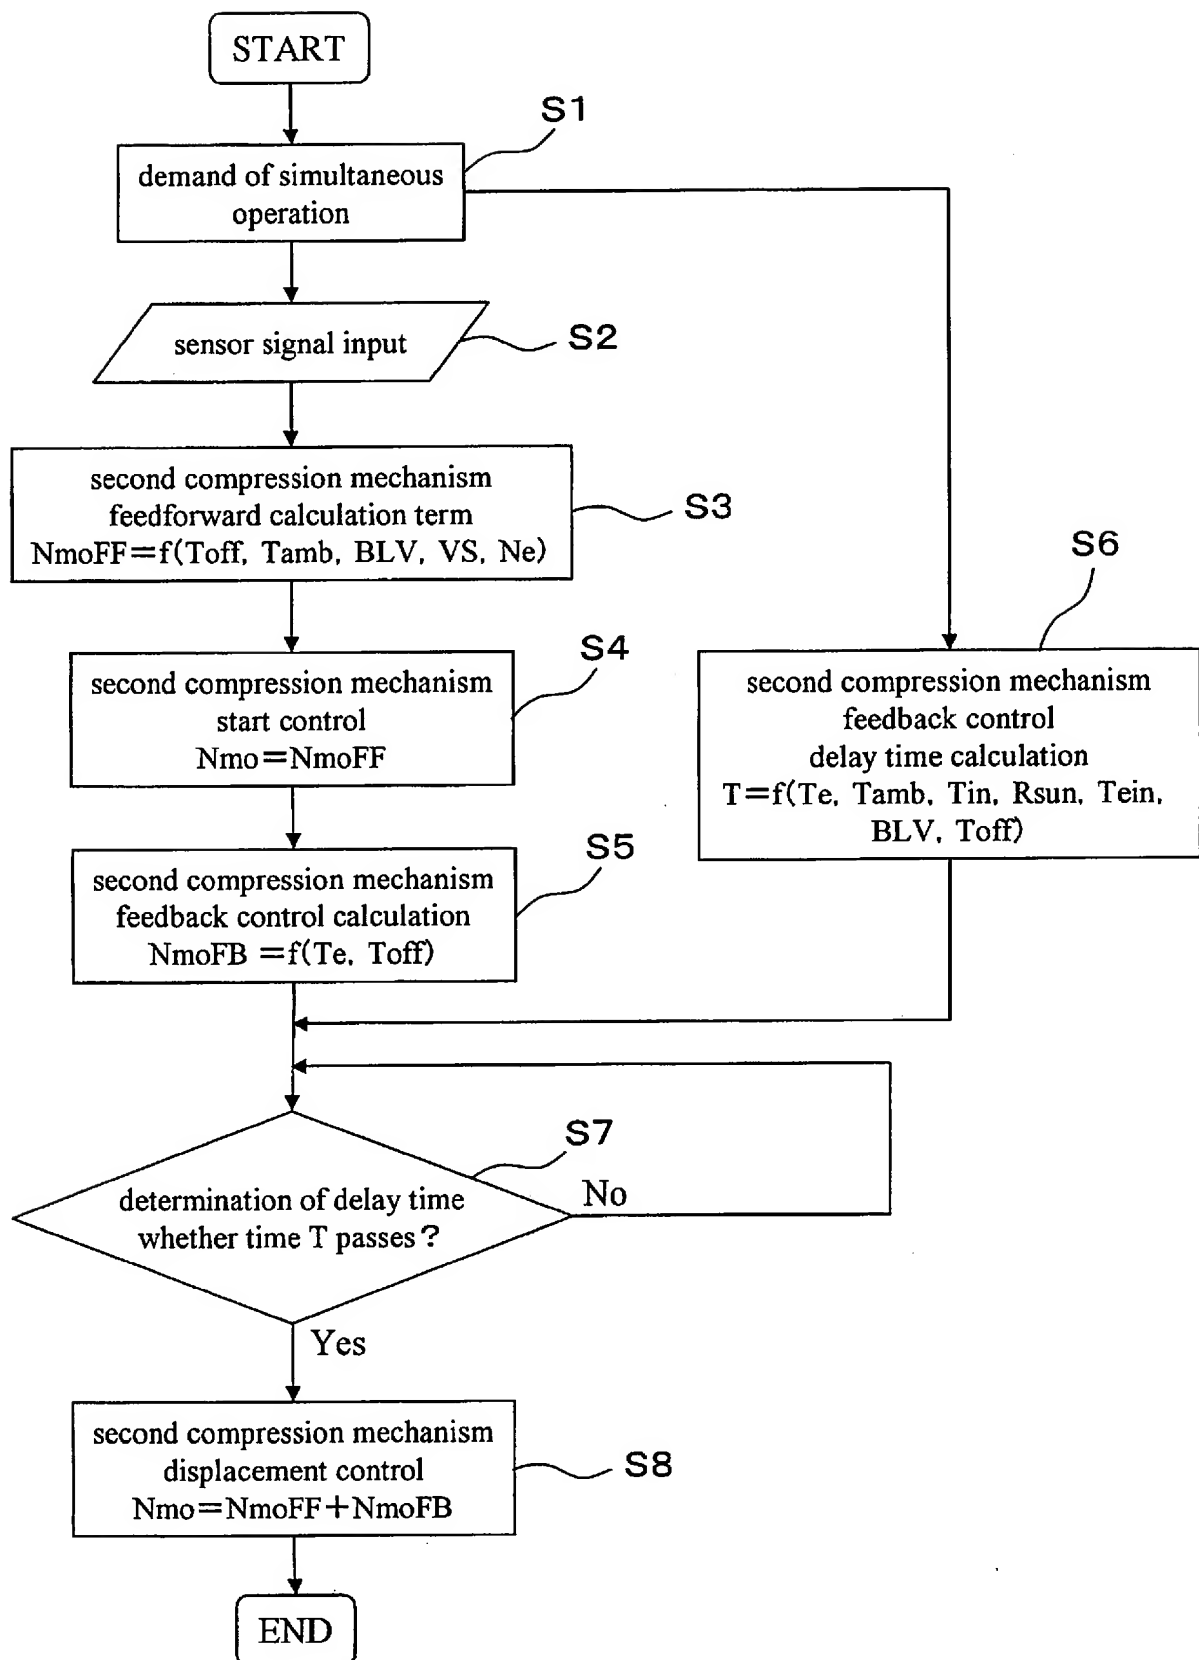 START
S1
demand of simultaneous
operation
sensor signal input
S2
second compression mechanism
feedforward calculation term
NmoFF=f(Toff, Tamb, BLV, VS, Ne)
S3
second compression mechanism
start control
Nmo=NmoFF
S4
second compression mechanism
feedback control calculation
NmoFB =f(Te, Toff)
S5
S6
second compression mechanism
feedback control
delay time calculation
T=f(Te, Tamb, Tin, Rsun, Tein,
BLV, Toff)
S7
determination of delay time
whether time T passes?
No
Yes
second compression mechanism
displacement control
Nmo=NmoFF+NmoFB
S8
END